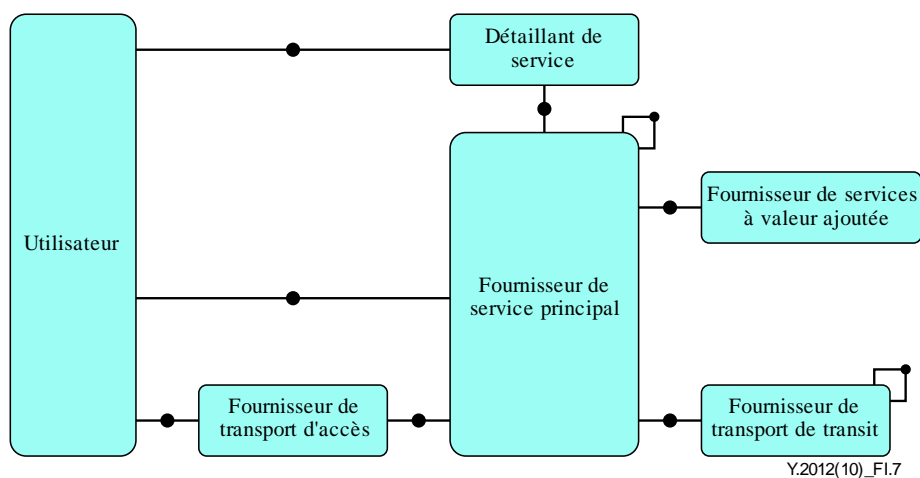 Détaillant de
service
Fournisseur de services
à valeur ajoutée
Utilisateur
Fournisseur de
service principal
Fournisseur de
transport d'accès
Fournisseur de
transport de transit
Y.2012(10)_FI.7